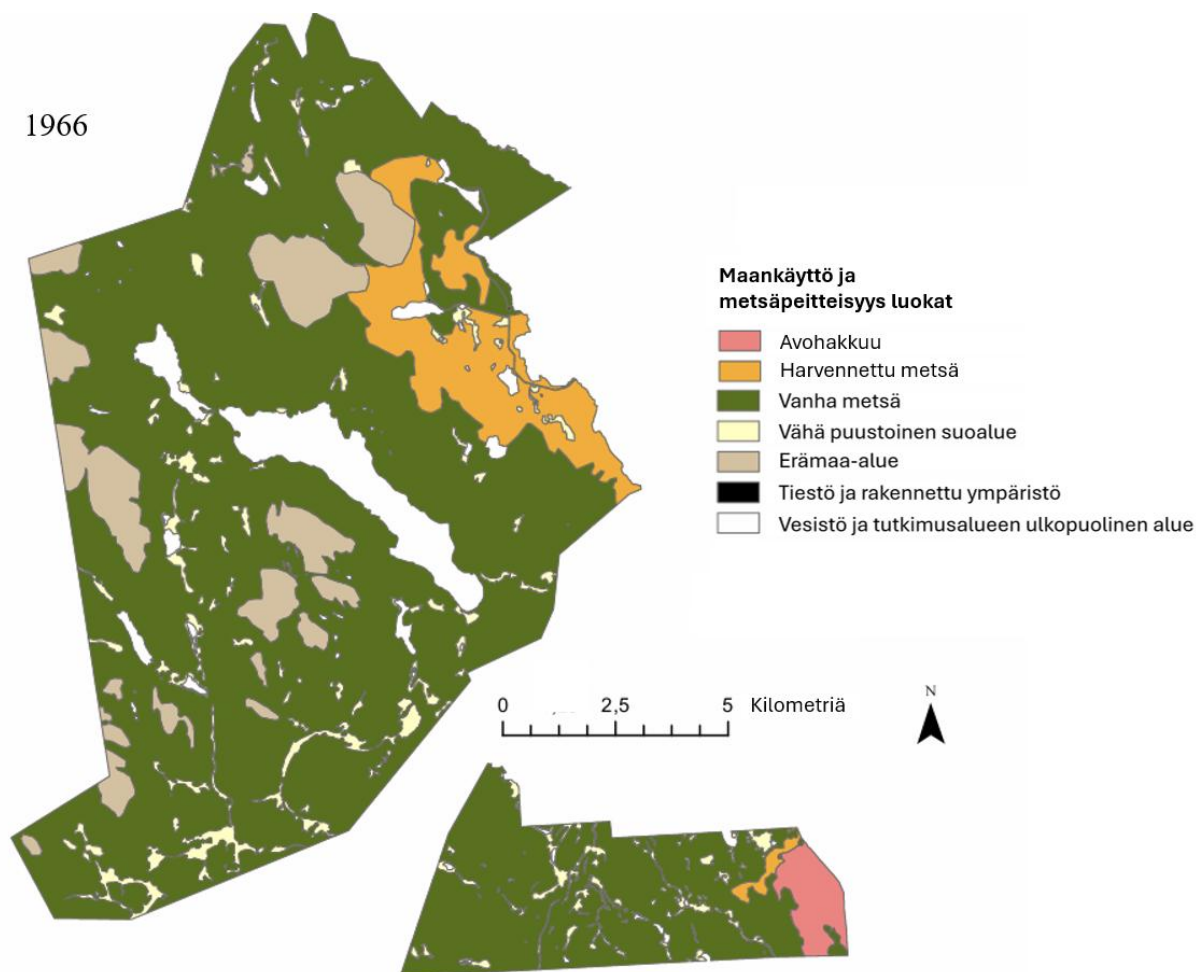 1966
Maankäyttö ja
metsäpeitteisyys luokat
Avohakkuu
Harvennettu metsä
Vanha metsä
Vähä puustoinen suoalue
Erämaa-alue
Tiestö ja rakennettu ympäristö
Vesistö ja tutkimusalueen ulkopuolinen alue
0 2,5 5 Kilometriä
N